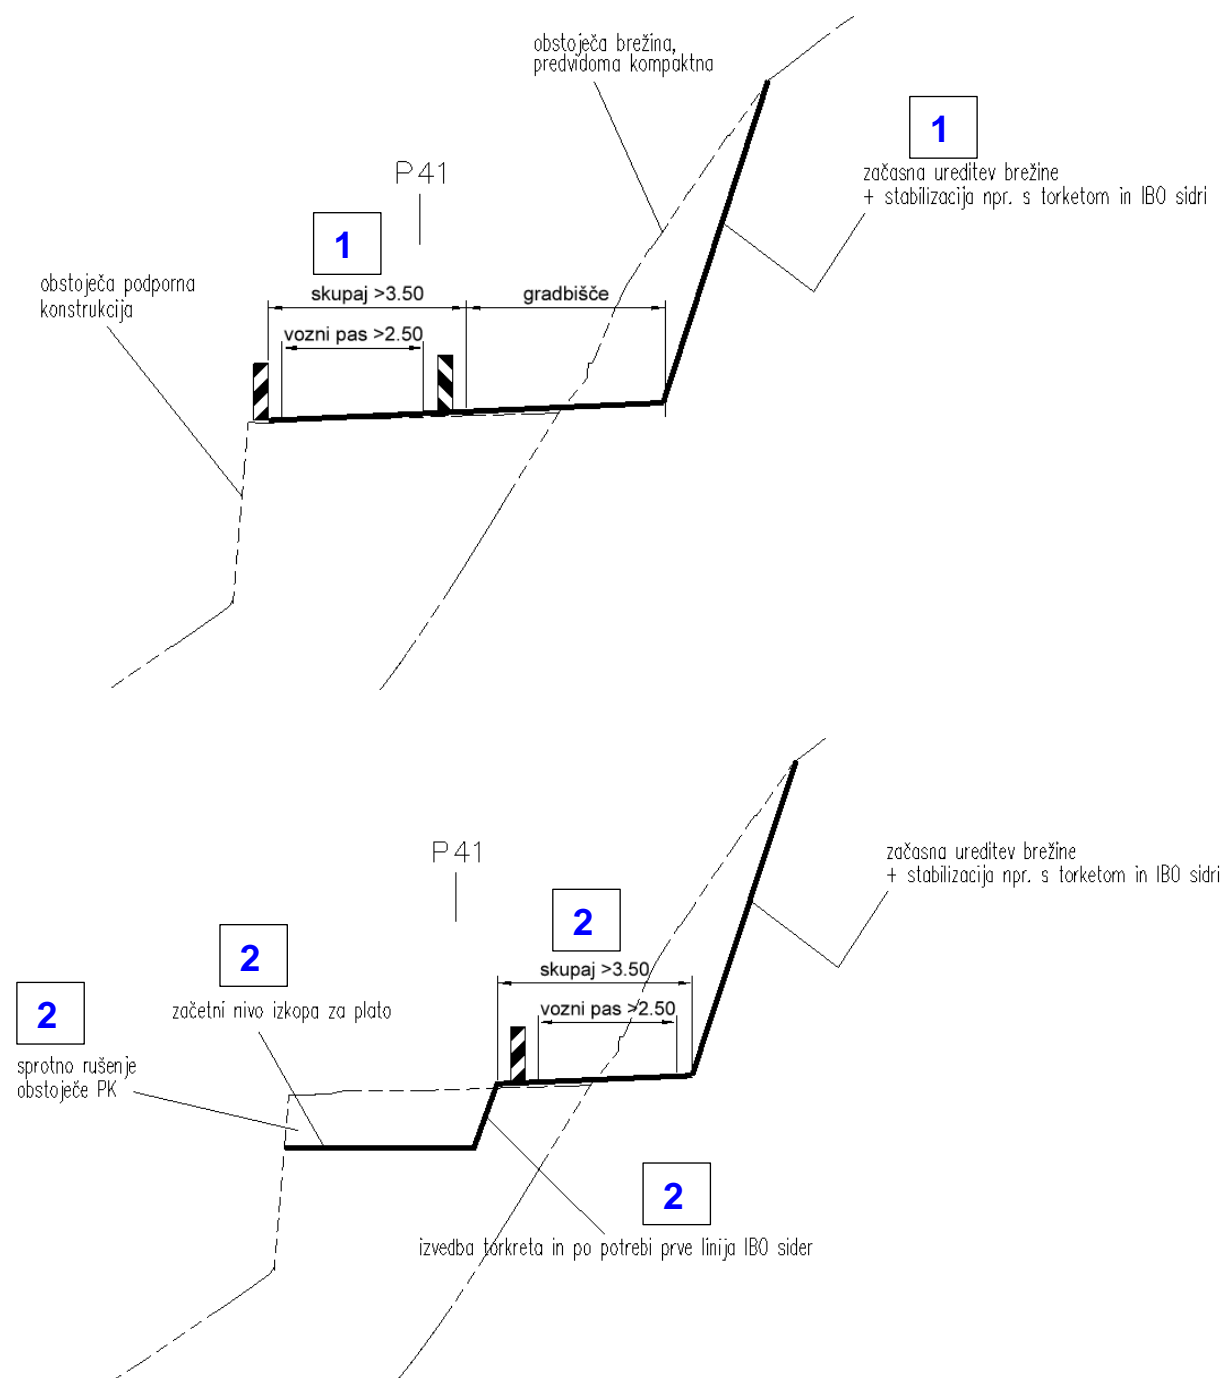 obstoječa brežina,
predvidoma kompaktna
1
začasna ureditev brežine
+ stabilizacija npr. s torketom in IBO sidri
P41
1
obstoječa podporna
konstrukcija
skupaj >3.50
gradbišče
vozni pas >2.50
P41
začasna ureditev brežine
+ stabilizacija npr. s torketom in IBO sidri
2
2
skupaj >3.50
2
začetni nivo izkopa za plato
vozni pas >2.50
sprotno rušenje
obstoječe PK
2
izvedba torkreta in po potrebi prve linija IBO sider